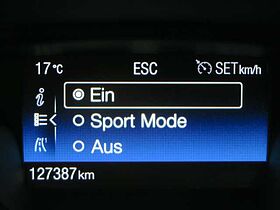 17°C ESC SET km/h
Ein
Sport Mode
Aus
127387 km